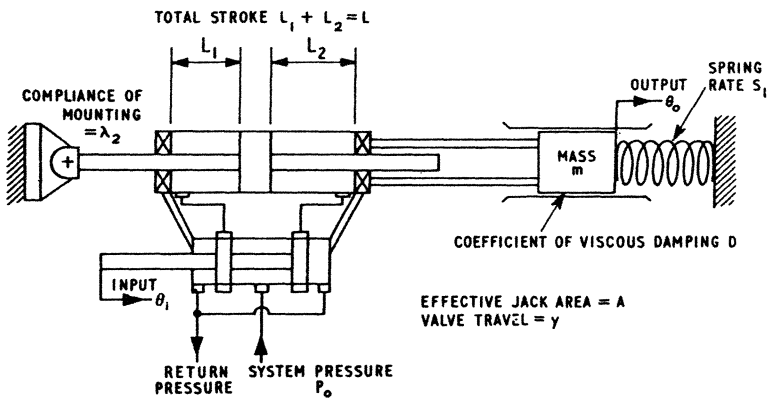 TOTAL STROKE L₁ + L₂ = L
L₁
L₂
COMPLIANCE OF
MOUNTING
= λ₂
+
OUTPUT
θₒ
SPRING
RATE S₁
MASS
m
COEFFICIENT OF VISCOUS DAMPING D
INPUT
θᵢ
EFFECTIVE JACK AREA = A
VALVE TRAVEL = y
RETURN
PRESSURE
SYSTEM PRESSURE
Pₒ